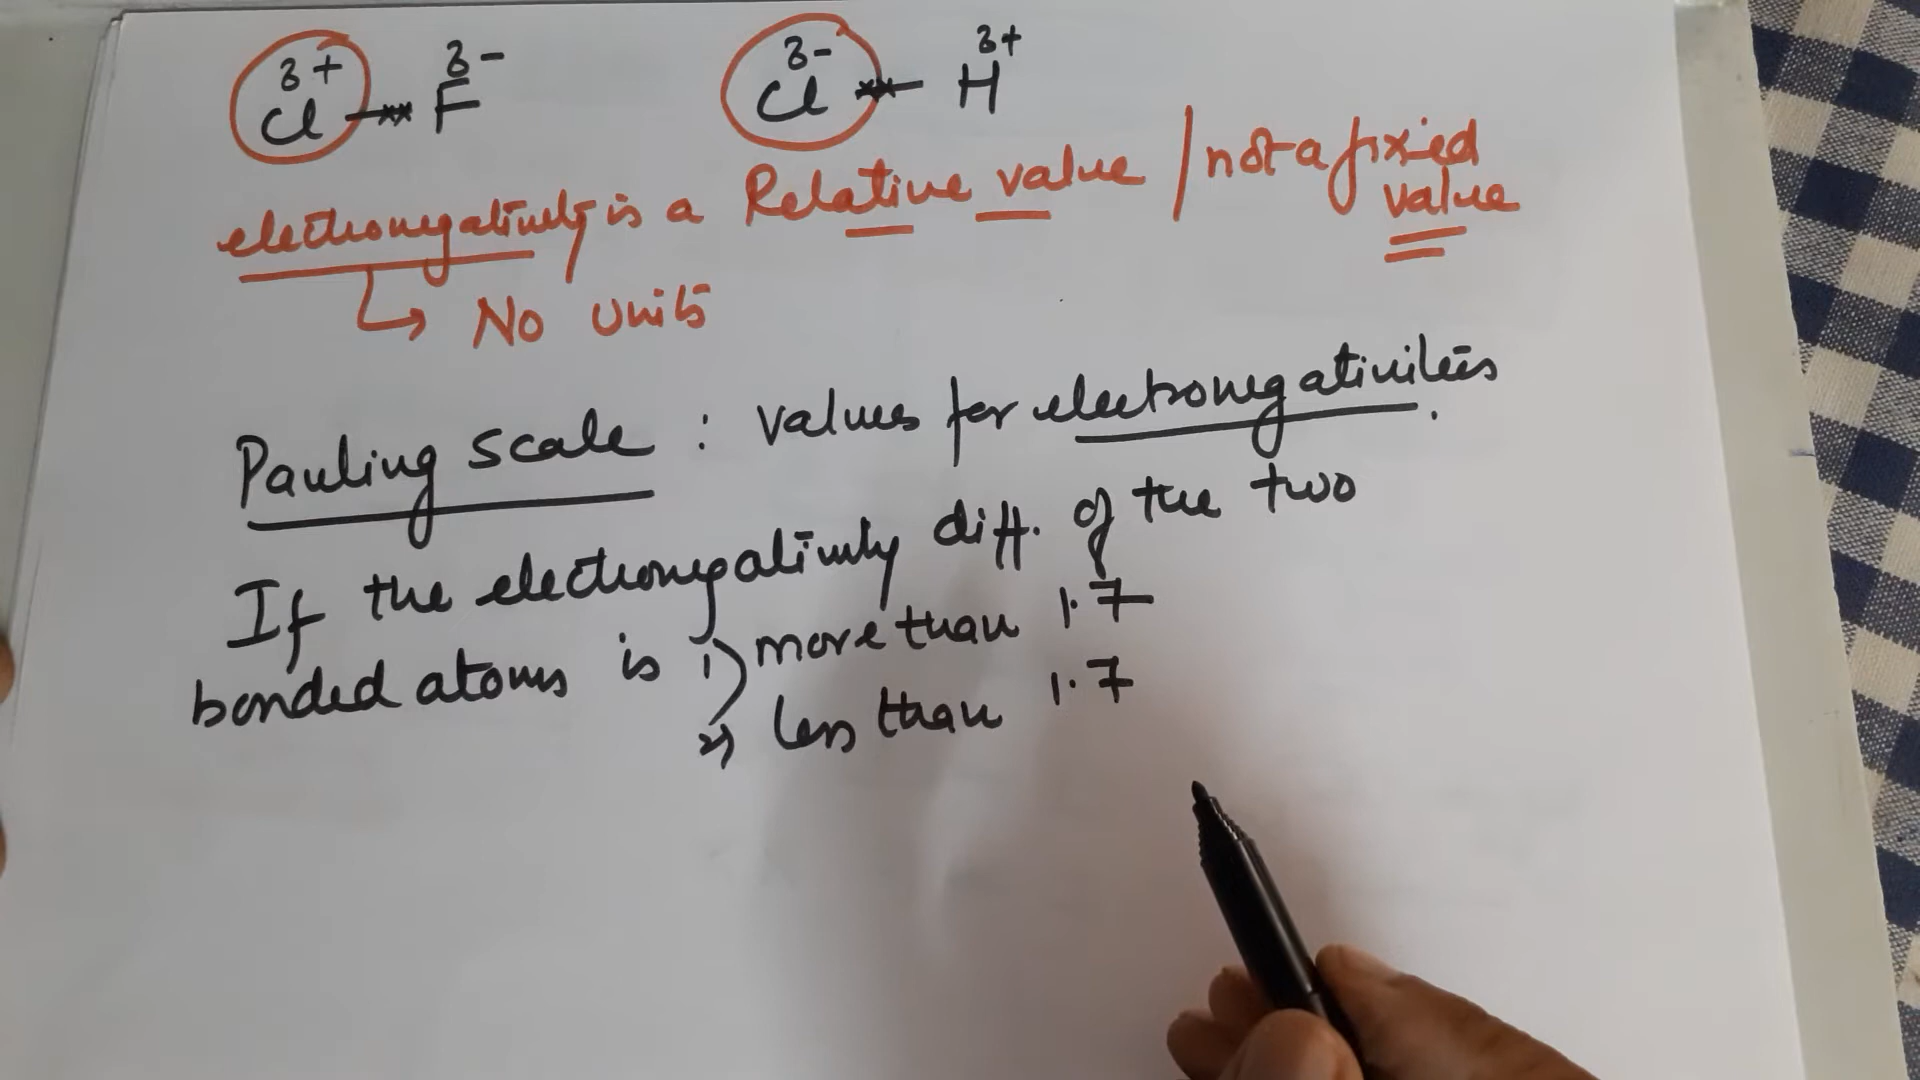 δ+ δ- δ- δ+
Cl F Cl H
electronegativity is a Relative value / not a fixed value
→ No units
Pauling scale : values for electronegativities.
If the electronegativity diff. of the two
bonded atoms is 1) more than 1.7
2) less than 1.7